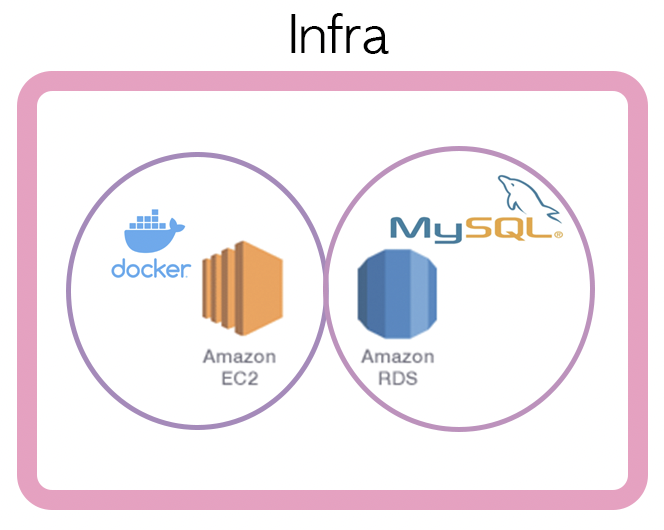 Infra
docker
MySQL®
Amazon
EC2
Amazon
RDS